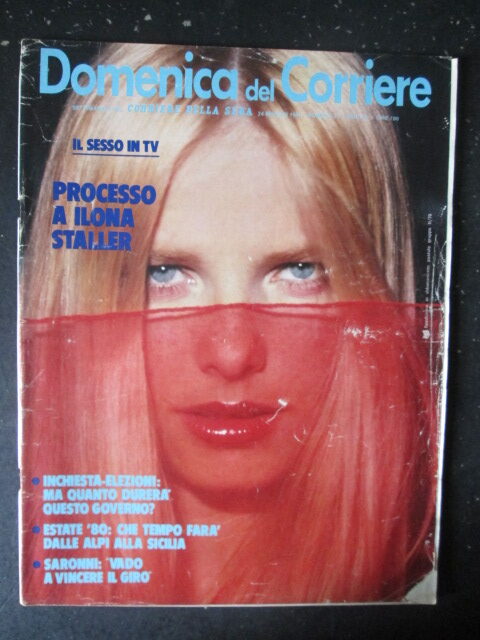 Domenica del Corriere
CORRIERE DELLA SERA
IL SESSO IN TV
PROCESSO
A ILONA
STALLER
INCHIESTA-ELEZIONI:
MA QUANTO DURERA'
QUESTO GOVERNO?
ESTATE '80: CHE TEMPO FARA'
DALLE ALPI ALLA SICILIA
SARONNI: "VADO
A VINCERE IL GIRO"